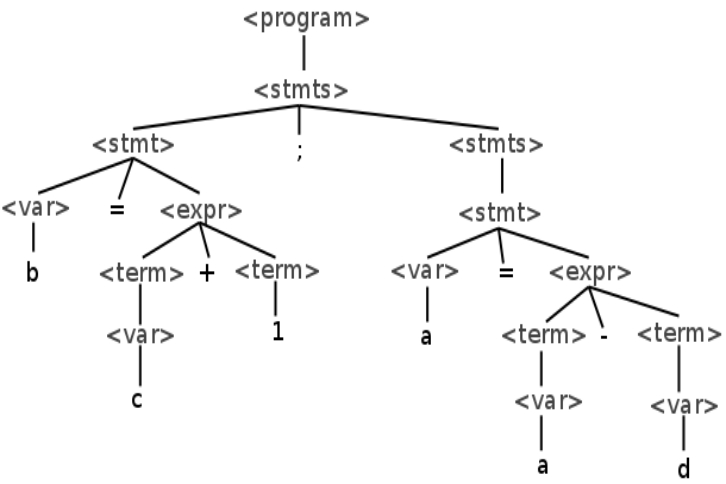 <program>
<stmts>
<stmt> ; <stmts>
<var> = <expr> <stmt>
b <term> + <term> <var> = <expr>
<var> 1 a <term> - <term>
c <var> <var>
a d